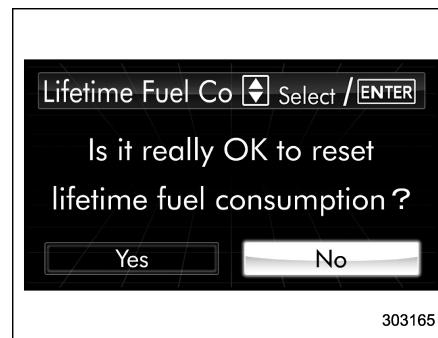 Lifetime Fuel Co Select / ENTER
Is it really OK to reset
lifetime fuel consumption?
Yes No
303165